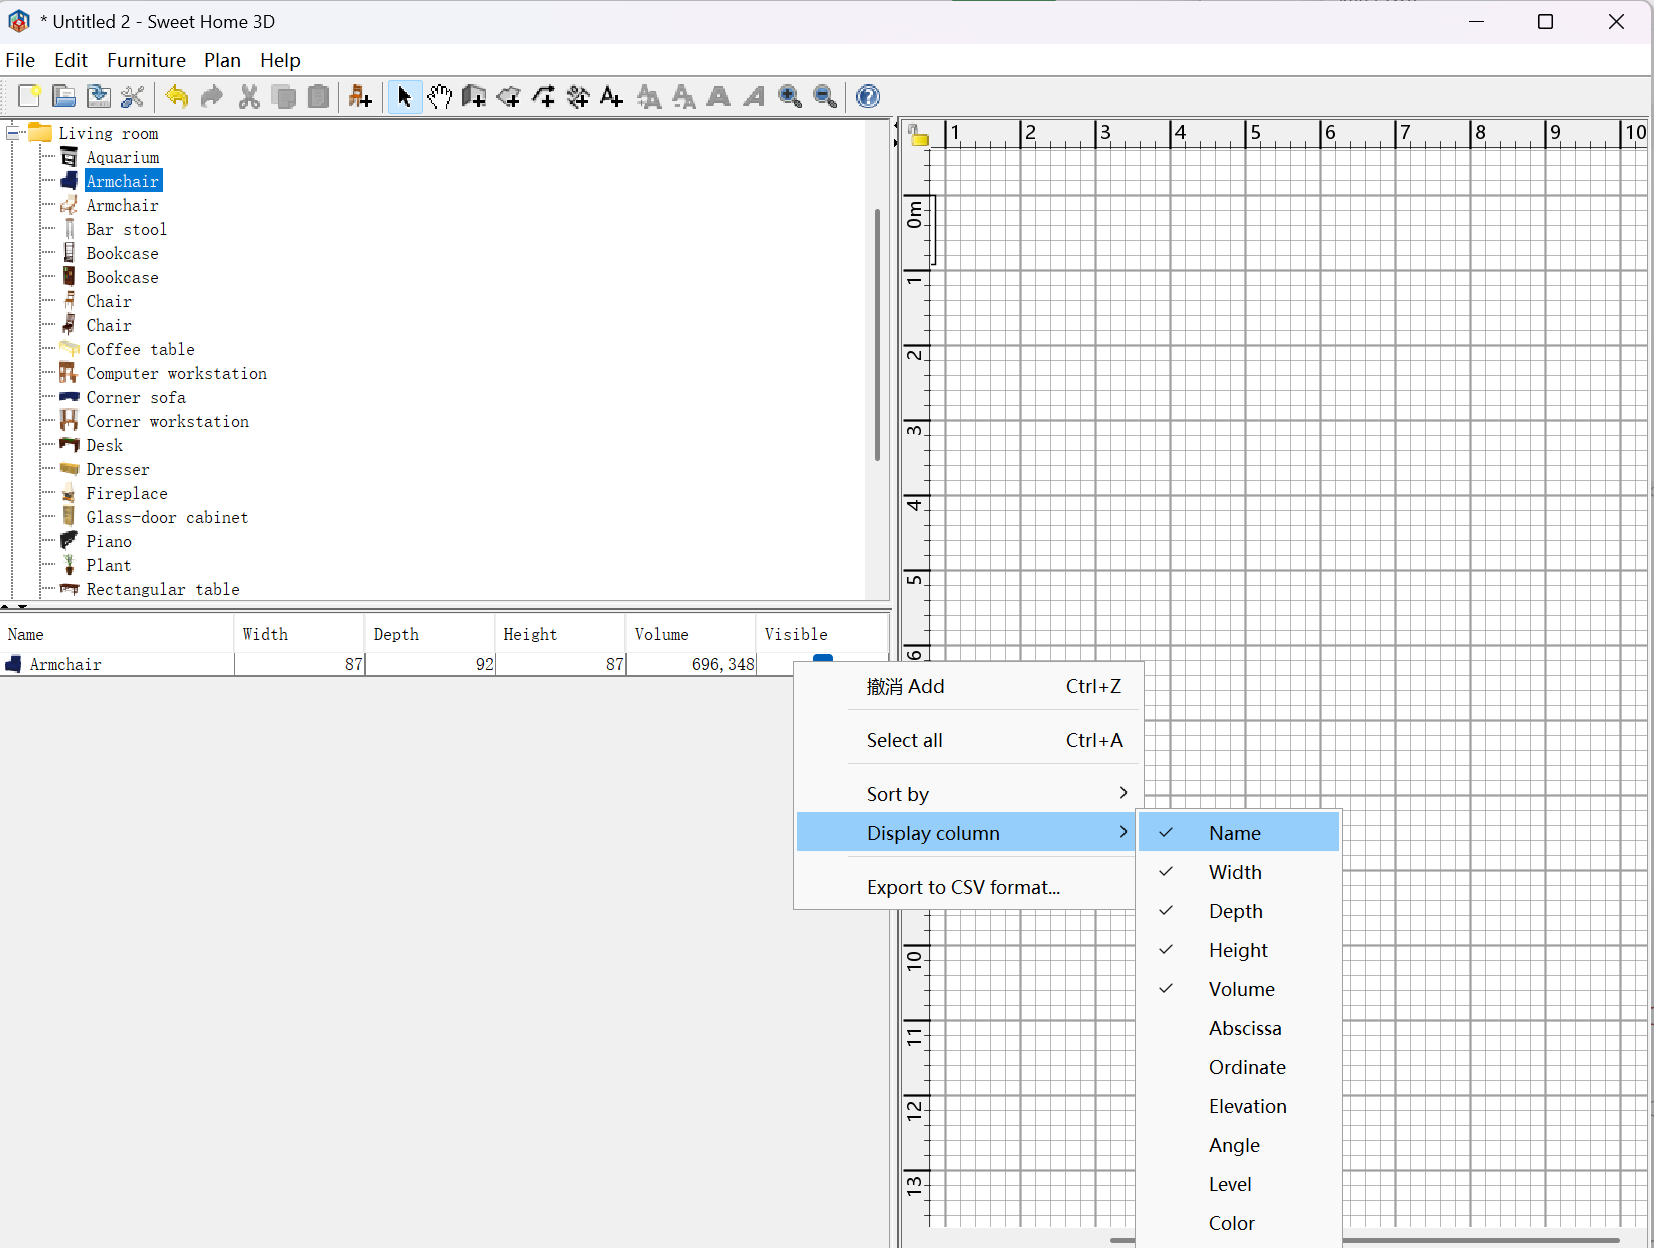 * Untitled 2 - Sweet Home 3D
File Edit Furniture Plan Help
Living room
Aquarium
Armchair
Armchair
Bar stool
Bookcase
Bookcase
Chair
Chair
Coffee table
Computer workstation
Corner sofa
Corner workstation
Desk
Dresser
Fireplace
Glass-door cabinet
Piano
Plant
Rectangular table
Name Width Depth Height Volume Visible
Armchair 87 92 87 696,348
撤消 Add Ctrl+Z
Select all Ctrl+A
Sort by
Display column
Export to CSV format...
Name
Width
Depth
Height
Volume
Abscissa
Ordinate
Elevation
Angle
Level
Color
1 2 3 4 5 6 7 8 9 10
0m
1
2
3
4
5
6
10
11
12
13